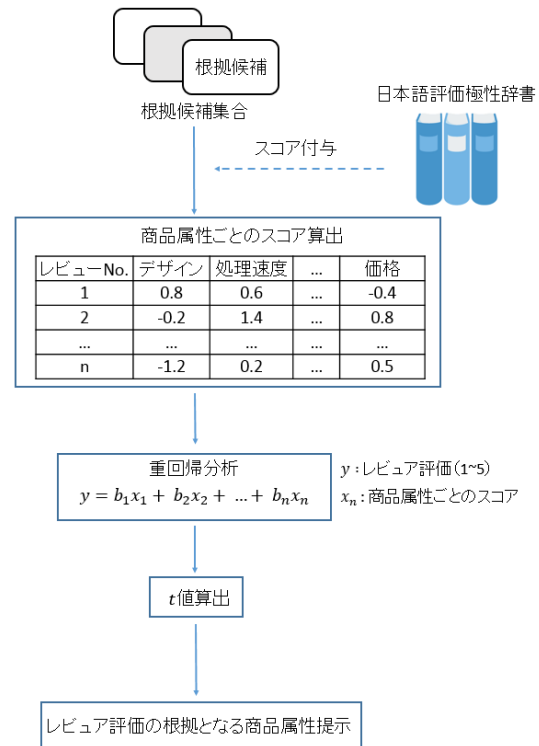 根拠候補
根拠候補集合
日本語評価極性辞書
スコア付与
商品属性ごとのスコア算出
レビューNo. デザイン 処理速度 ... 価格
1 0.8 0.6 ... -0.4
2 -0.2 1.4 ... 0.8
... ... ... ...
n -1.2 0.2 ... 0.5
重回帰分析
y = b₁x₁ + b₂x₂ + ...+ bₙxₙ
y：レビュア評価（1~5）
xₙ：商品属性ごとのスコア
t値算出
レビュア評価の根拠となる商品属性提示